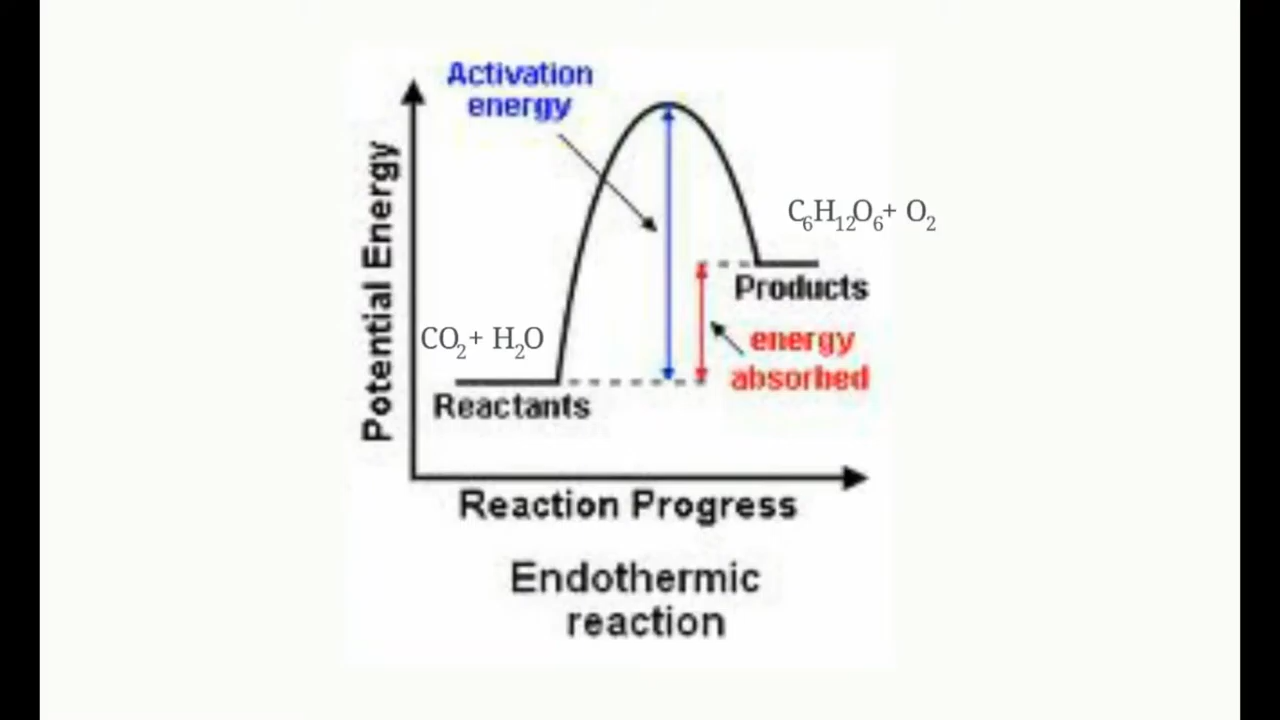 Activation
energy
Potential Energy
C₆H₁₂O₆+ O₂
Products
CO₂+ H₂O
energy
absorbed
Reactants
Reaction Progress
Endothermic
reaction